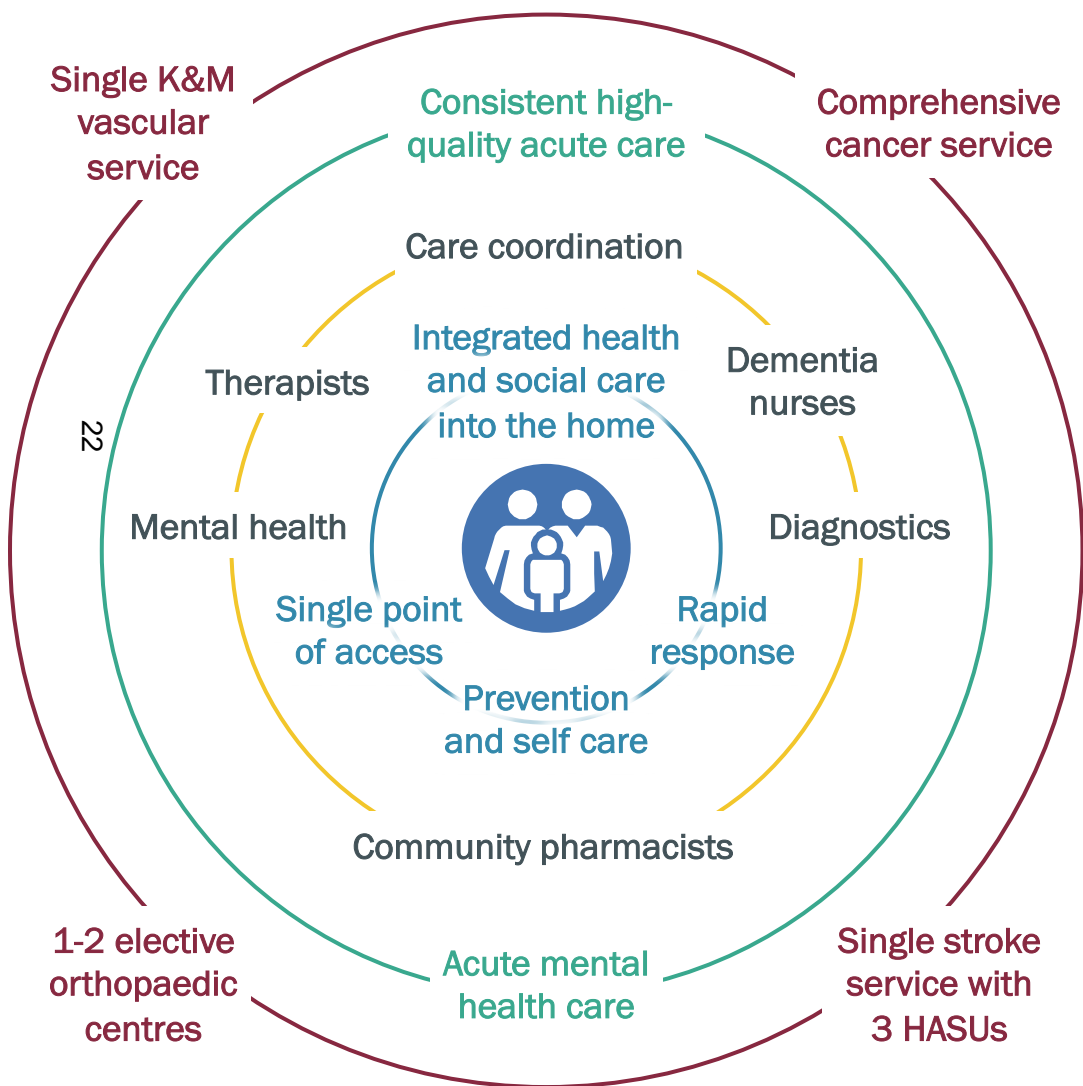 Single K&M
vascular
service
Consistent high-
quality acute care
Comprehensive
cancer service
Care coordination
Integrated health
and social care
into the home
Therapists
Dementia
nurses
22
Mental health
Diagnostics
Single point
of access
Rapid
response
Prevention
and self care
Community pharmacists
1-2 elective
orthopaedic
centres
Acute mental
health care
Single stroke
service with
3 HASUs